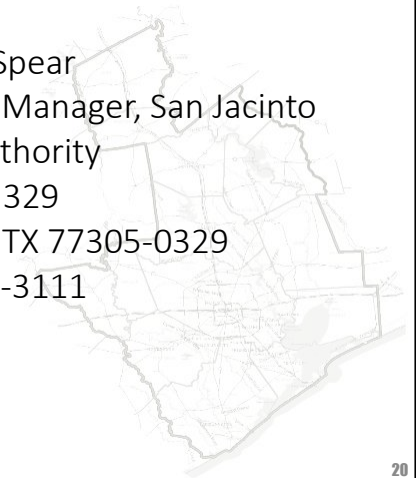 Spear
Manager, San Jacinto
thority
329
TX 77305-0329
-3111
20